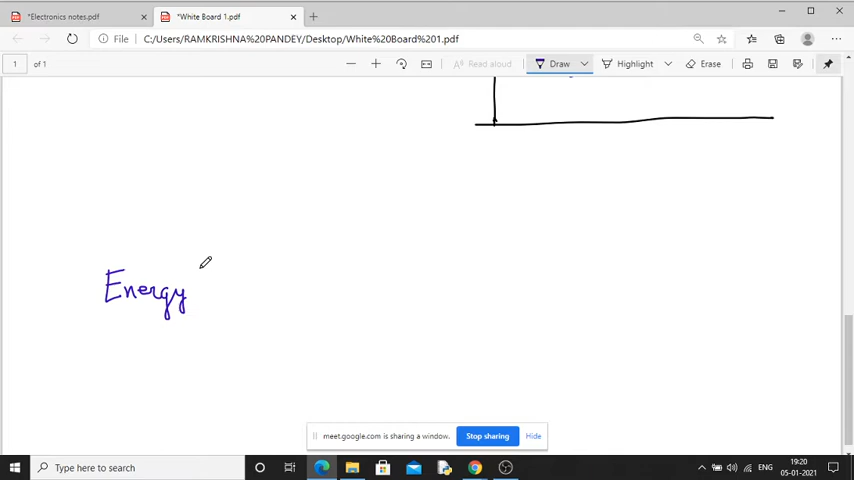 *Electronics notes.pdf
*White Board 1.pdf
File
C:/Users/RAMKRISHNA%20PANDEY/Desktop/White%20Board%201.pdf
1 of 1
Read aloud
Draw
Highlight
Erase
Energy
meet.google.com is sharing a window.
Stop sharing
Hide
Type here to search
ENG
19:20
05-01-2021